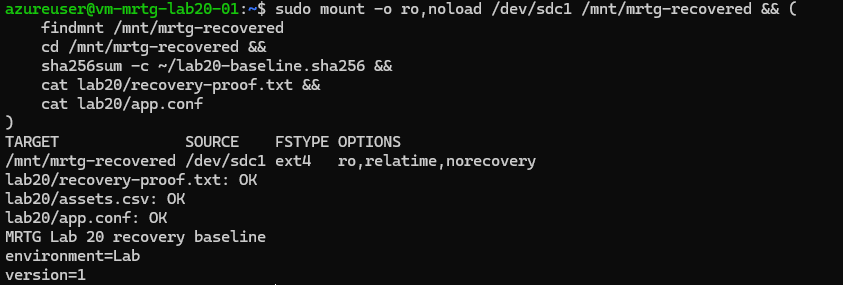 azureuser@vm-mrtg-lab20-01:~$ sudo mount -o ro,noload /dev/sdc1 /mnt/mrtg-recovered && (
    findmnt /mnt/mrtg-recovered
    cd /mnt/mrtg-recovered &&
    sha256sum -c ~/lab20-baseline.sha256 &&
    cat lab20/recovery-proof.txt &&
    cat lab20/app.conf
)
TARGET              SOURCE    FSTYPE OPTIONS
/mnt/mrtg-recovered /dev/sdc1 ext4   ro,relatime,norecovery
lab20/recovery-proof.txt: OK
lab20/assets.csv: OK
lab20/app.conf: OK
MRTG Lab 20 recovery baseline
environment=Lab
version=1